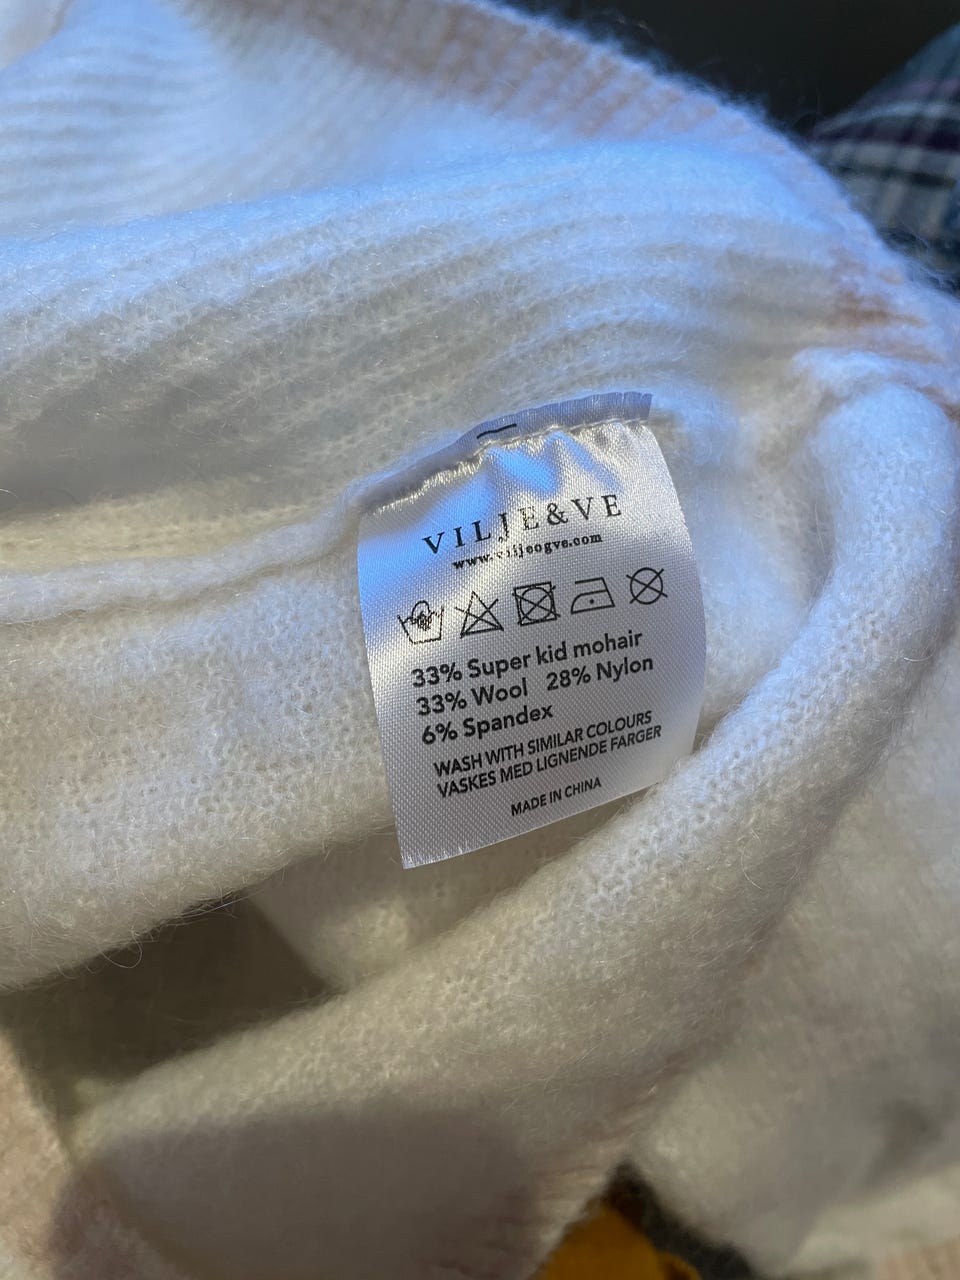 VILJE&VE
www.viljeogve.com
33% Super kid mohair
33% Wool 28% Nylon
6% Spandex
WASH WITH SIMILAR COLOURS
VASKES MED LIGNENDE FARGER
MADE IN CHINA